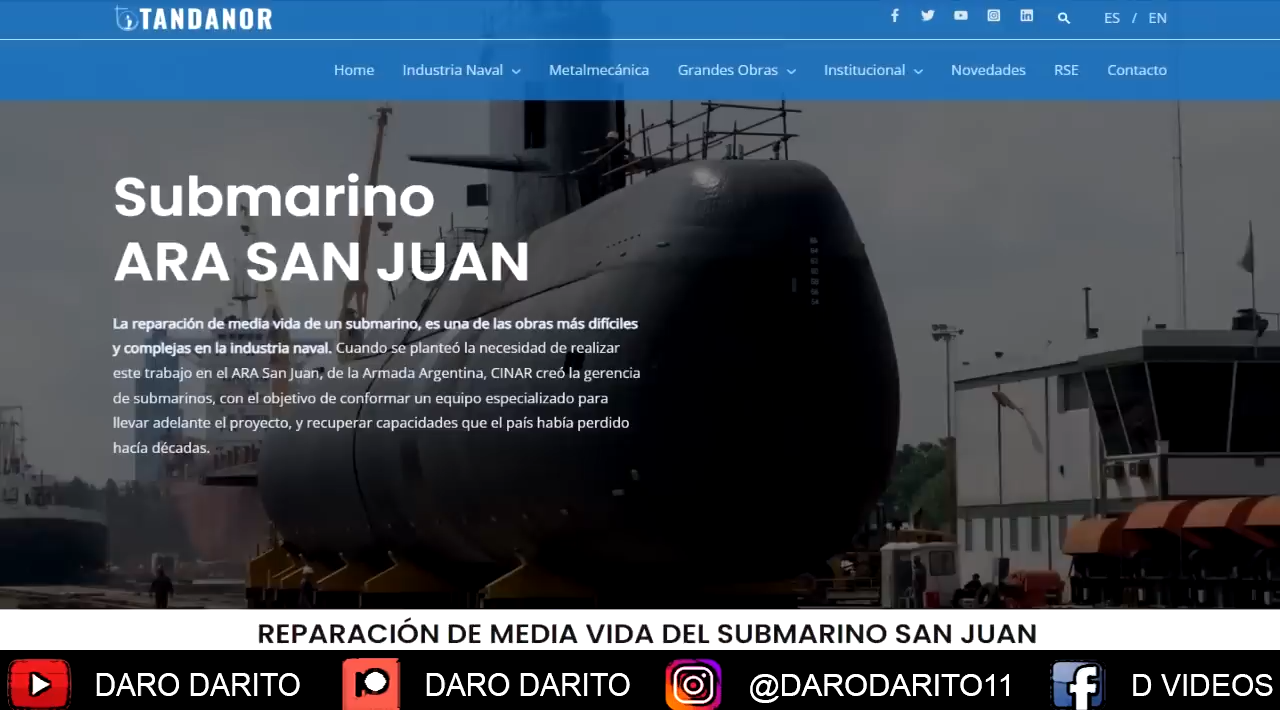 TANDANOR
ES / EN
Home Industria Naval Metalmecánica Grandes Obras Institucional Novedades RSE Contacto
Submarino
ARA SAN JUAN
La reparación de media vida de un submarino, es una de las obras más difíciles
y complejas en la industria naval. Cuando se planteó la necesidad de realizar
este trabajo en el ARA San Juan, de la Armada Argentina, CINAR creó la gerencia
de submarinos, con el objetivo de conformar un equipo especializado para
llevar adelante el proyecto, y recuperar capacidades que el país había perdido
hacía décadas.
REPARACIÓN DE MEDIA VIDA DEL SUBMARINO SAN JUAN
DARO DARITO DARO DARITO @DARODARITO11 D VIDEOS